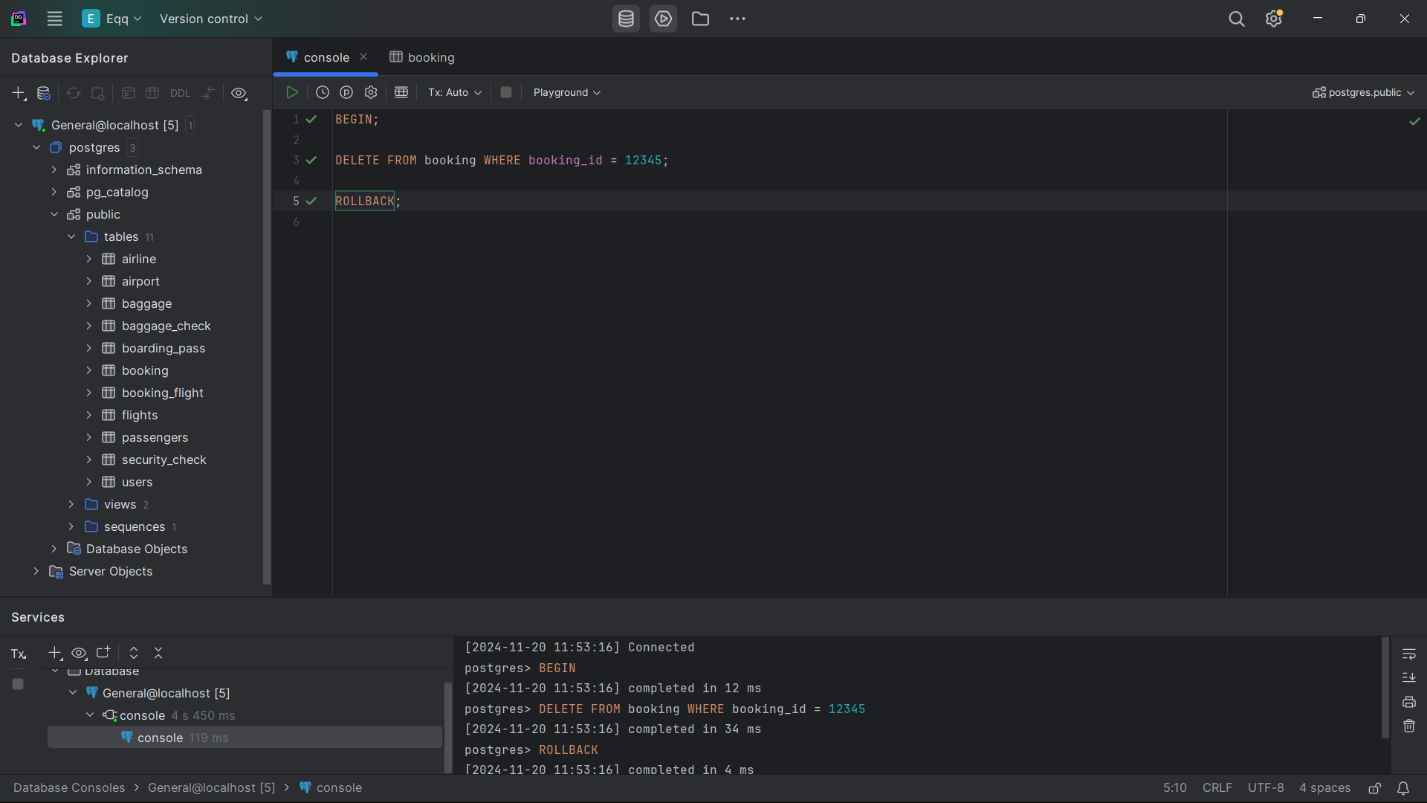 E Eqq Version control
Database Explorer
console booking
DDL
Tx: Auto Playground postgres.public
General@localhost [5] 1
postgres 3
information_schema
pg_catalog
public
tables 11
airline
airport
baggage
baggage_check
boarding_pass
booking
booking_flight
flights
passengers
security_check
users
views 2
sequences 1
Database Objects
Server Objects
1 BEGIN;
2
3 DELETE FROM booking WHERE booking_id = 12345;
4
5 ROLLBACK;
6
Services
Tx
Database
General@localhost [5]
console 4 s 450 ms
console 119 ms
[2024-11-20 11:53:16] Connected
postgres> BEGIN
[2024-11-20 11:53:16] completed in 12 ms
postgres> DELETE FROM booking WHERE booking_id = 12345
[2024-11-20 11:53:16] completed in 34 ms
postgres> ROLLBACK
[2024-11-20 11:53:16] completed in 4 ms
Database Consoles > General@localhost [5] > console
5:10 CRLF UTF-8 4 spaces